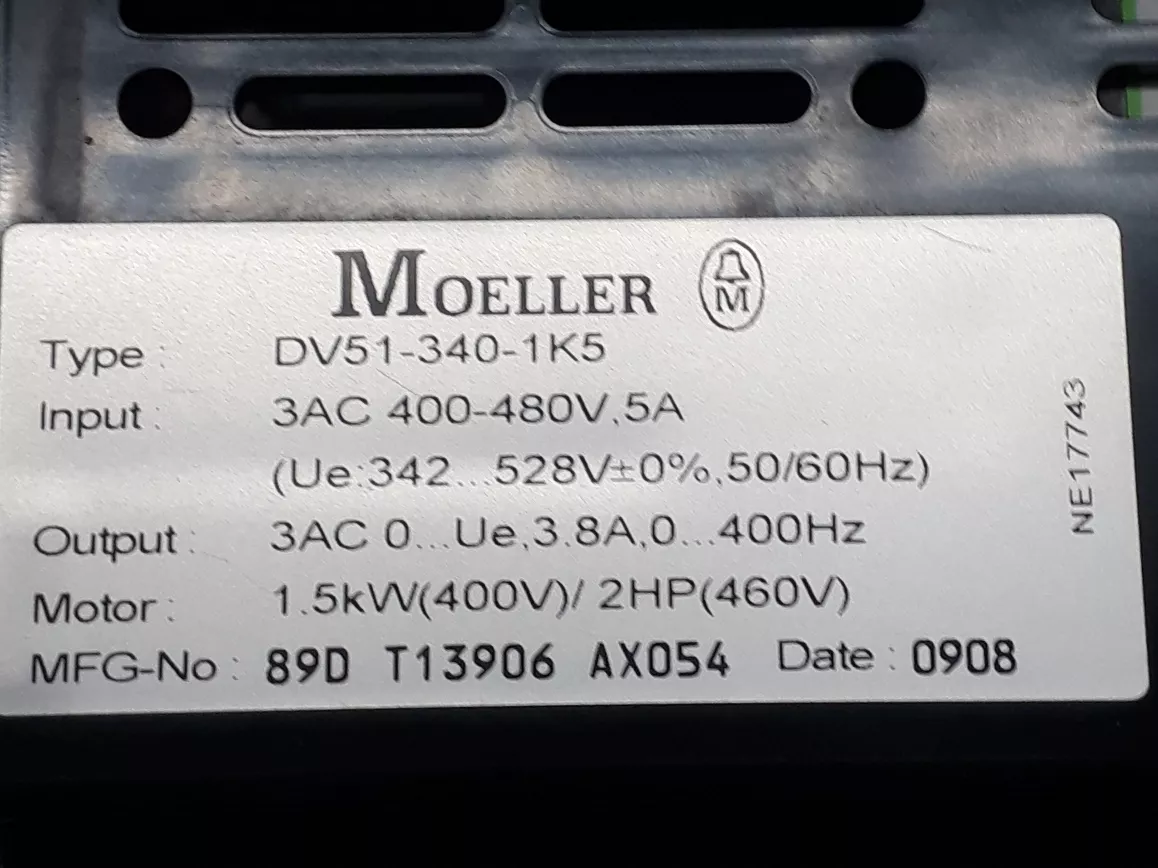 MOELLER
M
Type : DV51-340-1K5
Input : 3AC 400-480V,5A
(Ue:342...528V±0%,50/60Hz)
Output : 3AC 0...Ue,3.8A,0...400Hz
Motor : 1.5kW(400V)/ 2HP(460V)
MFG-No : 89D T13906 AX054 Date : 0908
NE17743